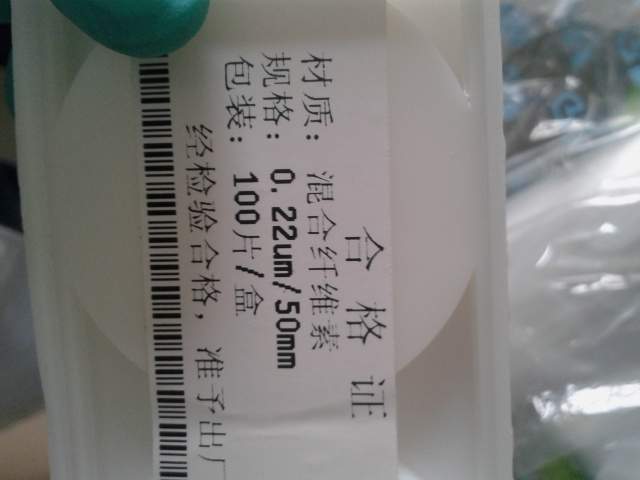 合格证
材质：混合纤维素
规格：0.22um/50mm
包装：100片/盒
经检验合格，准予出厂